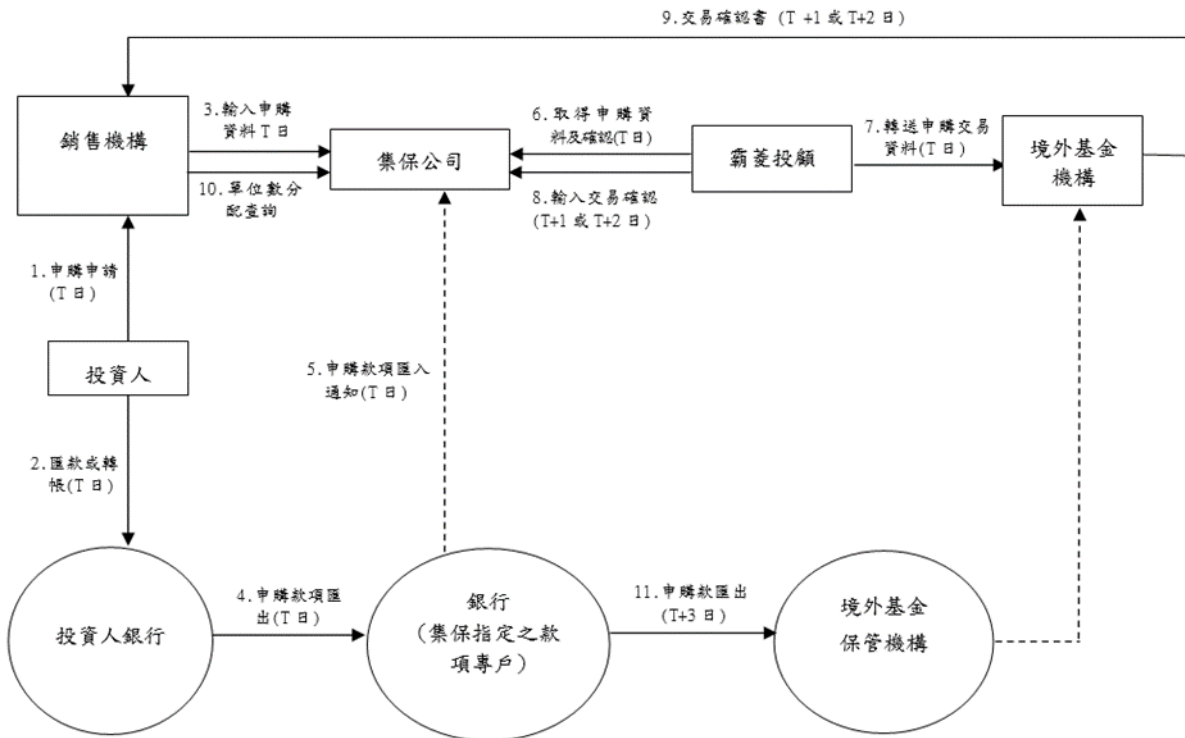 9.交易確認書 (T +1 或 T+2 日)
銷售機構
3.輸入申購
資料 T 日
10.單位數分
配查詢
集保公司
6.取得申購資
料及確認(T日)
8.輸入交易確認
(T+1 或 T+2 日)
霸菱投顧
7.轉送申購交易
資料(T日)
境外基金
機構
1.申購申請
(T 日)
投資人
5.申購款項匯入
通知(T 日)
2.匯款或轉
帳(T 日)
投資人銀行
4.申購款項匯
出(T 日)
銀行
(集保指定之款
項專戶)
11.申購款匯出
(T+3 日)
境外基金
保管機構